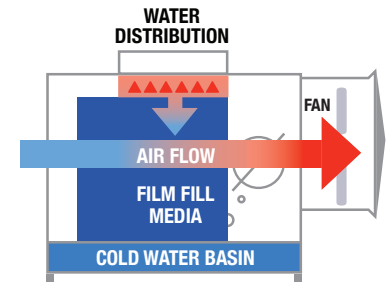 WATER
DISTRIBUTION
FAN
AIR FLOW
FILM FILL
MEDIA
COLD WATER BASIN